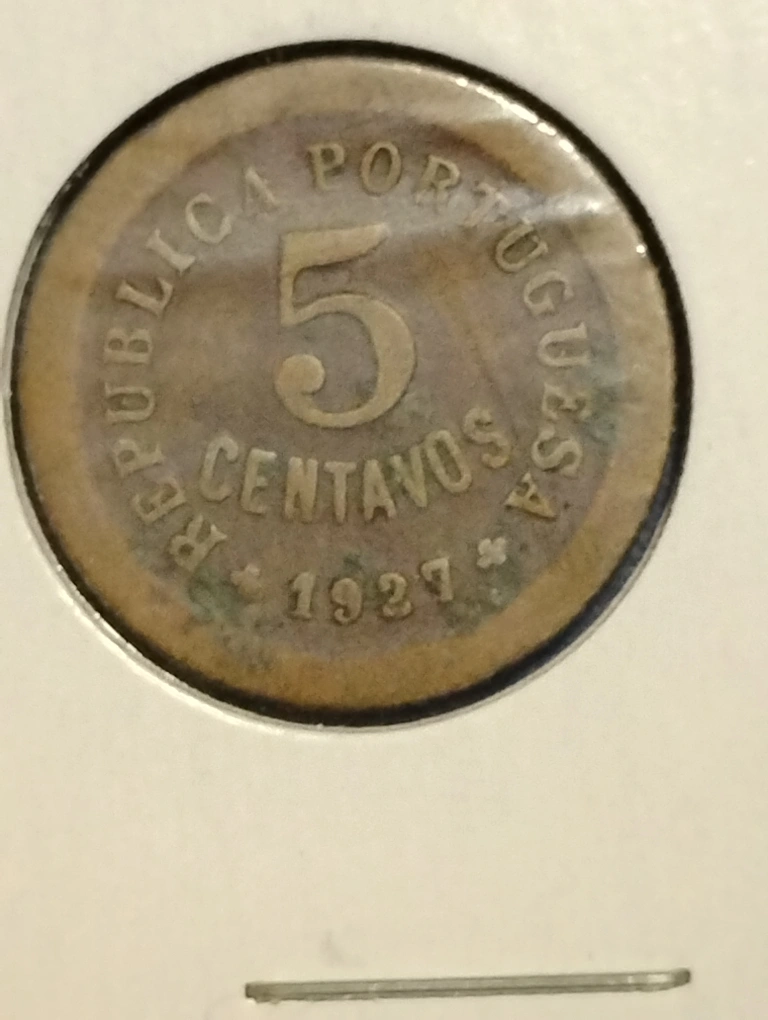 REPUBLICA PORTUGUESA
5
CENTAVOS
* 1927 *